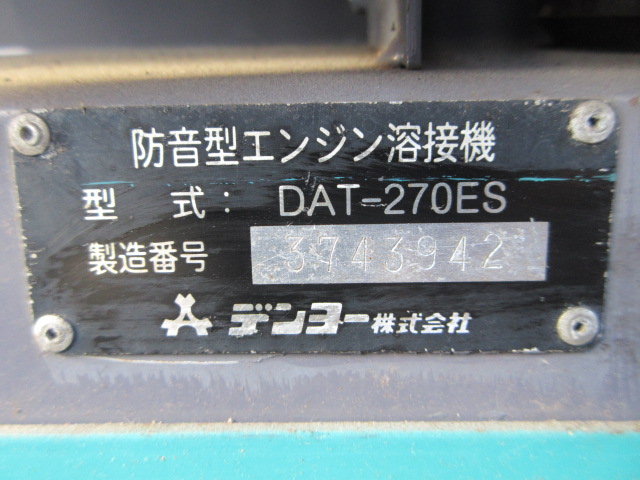 防音型エンジン溶接機
型 式： DAT-270ES
製造番号 3743942
デンヨー株式会社